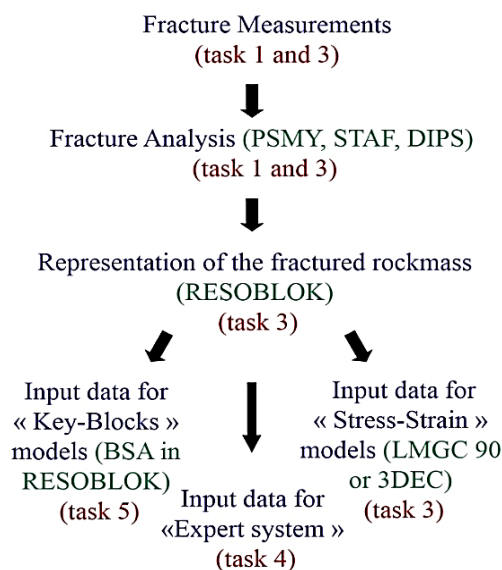 Fracture Measurements
(task 1 and 3)
Fracture Analysis (PSMY, STAF, DIPS)
(task 1 and 3)
Representation of the fractured rockmass
(RESOBLOK)
(task 3)
Input data for
« Key-Blocks »
models (BSA in
RESOBLOK)
(task 5)
Input data for
«Expert system »
(task 4)
Input data for
« Stress-Strain »
models (LMGC 90
or 3DEC)
(task 3)